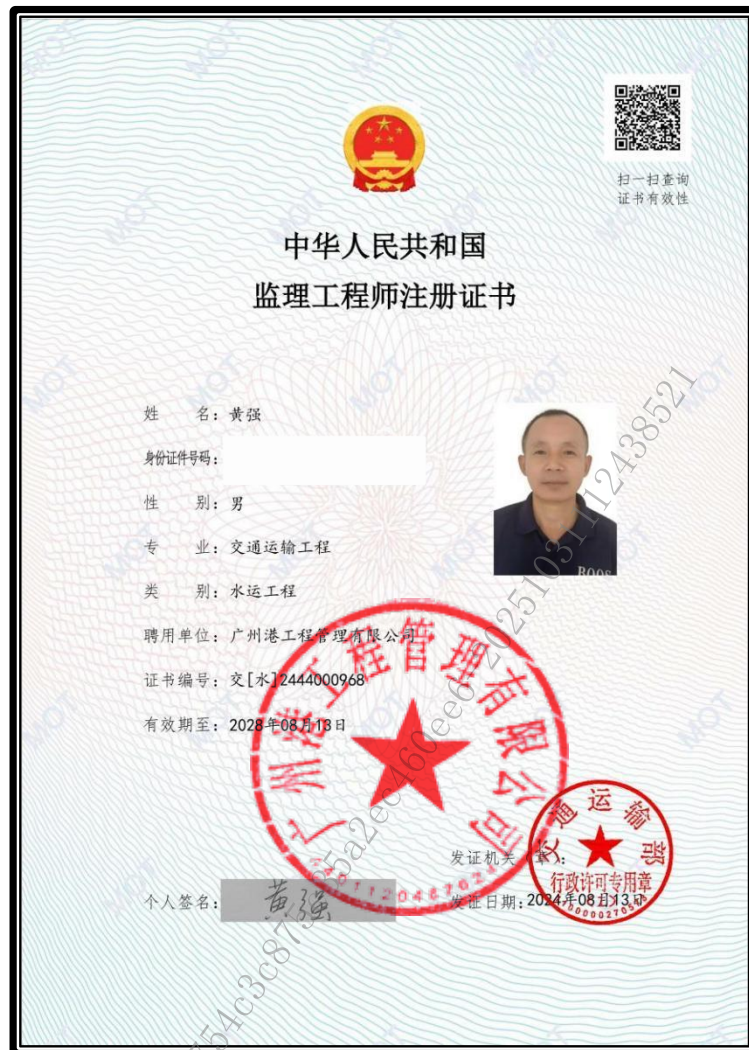 扫一扫查询
证书有效性
中华人民共和国
监理工程师注册证书
姓 名：黄强
身份证件号码：
性 别：男
专 业：交通运输工程
类 别：水运工程
聘用单位：广州港工程管理有限公司
证书编号：交[水]2444000968
有效期至：2028年08月13日
广州港工程管理有限公司
发证机关（章）：
交通运输部
行政许可专用章
个人签名：黄强
发证日期：2024年08月13日
BOOS
MOT